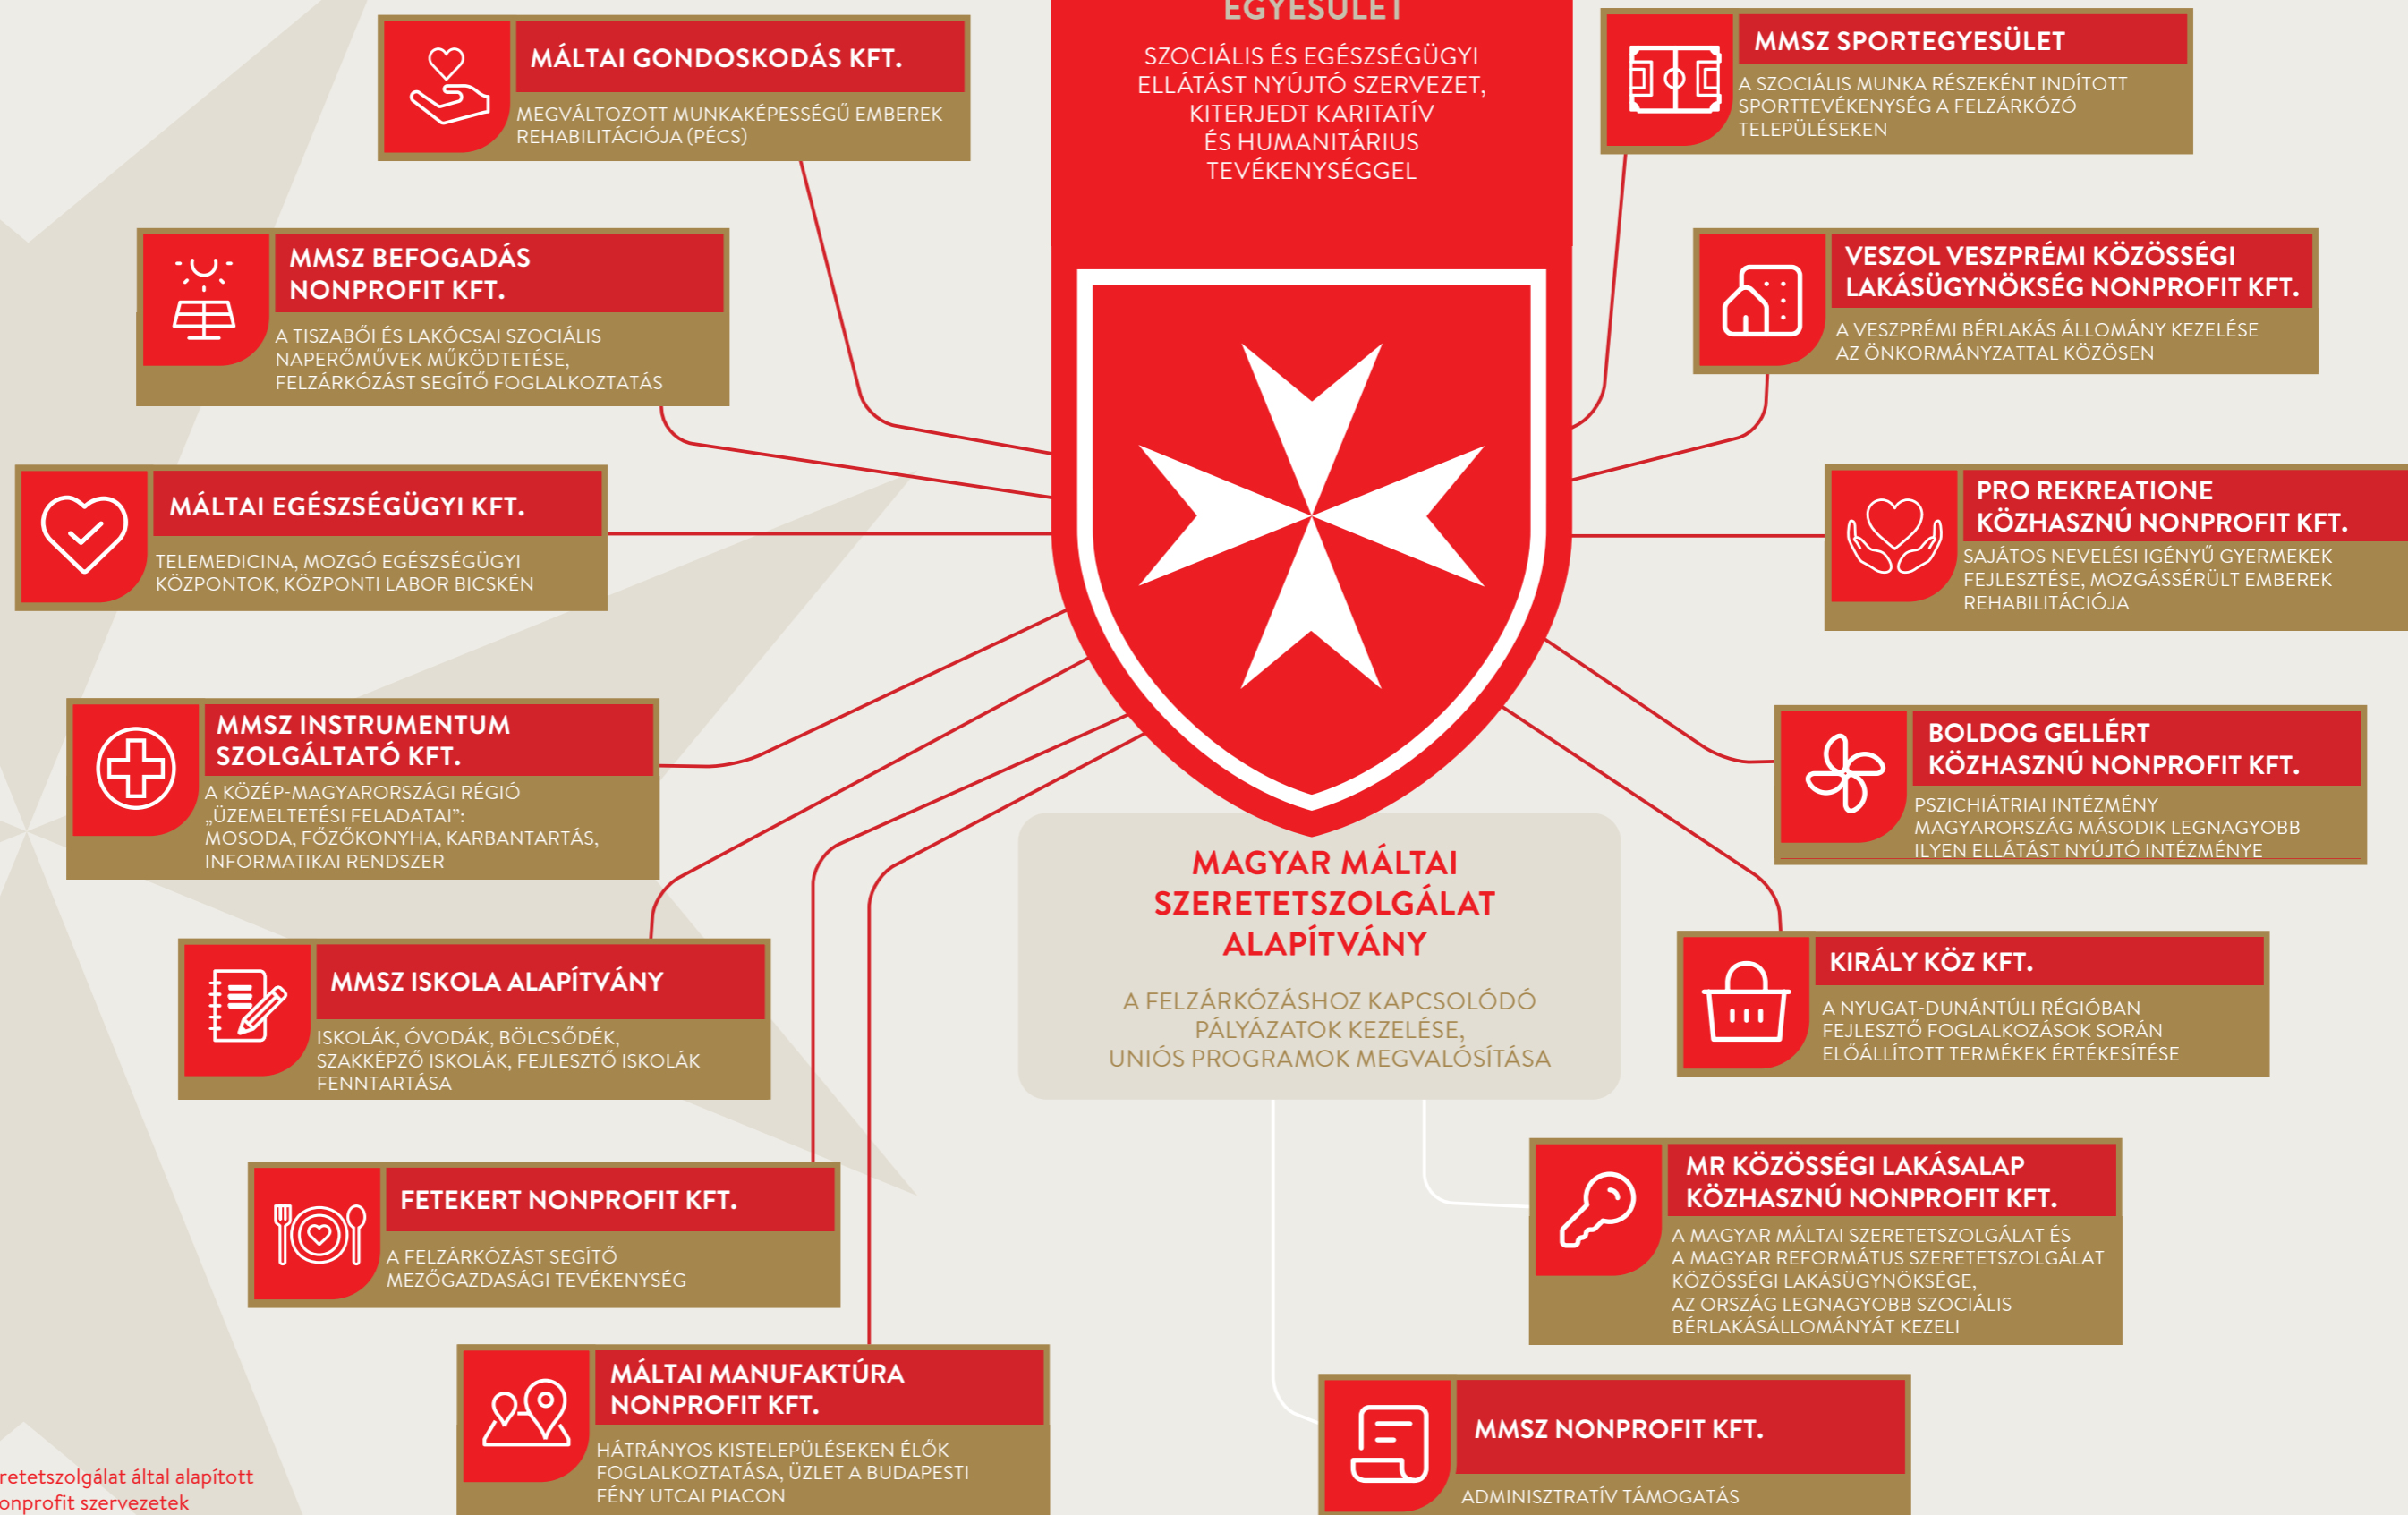 EGYESÜLET
SZOCIÁLIS ÉS EGÉSZSÉGÜGYI
ELLÁTÁST NYÚJTÓ SZERVEZET,
KITERJEDT KARITATÍV
ÉS HUMANITÁRIUS
TEVÉKENYSÉGGEL
MÁLTAI GONDOSKODÁS KFT.
MEGVÁLTOZOTT MUNKAKÉPESSÉGŰ EMBEREK
REHABILITÁCIÓJA (PÉCS)
MMSZ BEFOGADÁS
NONPROFIT KFT.
A TISZABŐI ÉS LAKÓCSAI SZOCIÁLIS
NAPERŐMŰVEK MŰKÖDTETÉSE,
FELZÁRKÓZÁST SEGÍTŐ FOGLALKOZTATÁS
MÁLTAI EGÉSZSÉGÜGYI KFT.
TELEMEDICINA, MOZGÓ EGÉSZSÉGÜGYI
KÖZPONTOK, KÖZPONTI LABOR BICSKÉN
MMSZ INSTRUMENTUM
SZOLGÁLTATÓ KFT.
A KÖZÉP-MAGYARORSZÁGI RÉGIÓ
„ÜZEMELTETÉSI FELADATAI”:
MOSODA, FŐZŐKONYHA, KARBANTARTÁS,
INFORMATIKAI RENDSZER
MMSZ ISKOLA ALAPÍTVÁNY
ISKOLÁK, ÓVODÁK, BÖLCSŐDÉK,
SZAKKÉPZŐ ISKOLÁK, FEJLESZTŐ ISKOLÁK
FENNTARTÁSA
FETEKERT NONPROFIT KFT.
A FELZÁRKÓZÁST SEGÍTŐ
MEZŐGAZDASÁGI TEVÉKENYSÉG
MÁLTAI MANUFAKTÚRA
NONPROFIT KFT.
HÁTRÁNYOS KISTELEPÜLÉSEKEN ÉLŐK
FOGLALKOZTATÁSA, ÜZLET A BUDAPESTI
FÉNY UTCAI PIACON
MMSZ SPORTEGYESÜLET
A SZOCIÁLIS MUNKA RÉSZEKÉNT INDÍTOTT
SPORTTEVÉKENYSÉG A FELZÁRKÓZÓ
TELEPÜLÉSEKEN
VESZOL VESZPRÉMI KÖZÖSSÉGI
LAKÁSÜGYNÖKSÉG NONPROFIT KFT.
A VESZPRÉMI BÉRLAKÁS ÁLLOMÁNY KEZELÉSE
AZ ÖNKORMÁNYZATTAL KÖZÖSEN
PRO REKREATIONE
KÖZHASZNÚ NONPROFIT KFT.
SAJÁTOS NEVELÉSI IGÉNYŰ GYERMEKEK
FEJLESZTÉSE, MOZGÁSSÉRÜLT EMBEREK
REHABILITÁCIÓJA
BOLDOG GELLÉRT
KÖZHASZNÚ NONPROFIT KFT.
PSZICHIÁTRIAI INTÉZMÉNY
MAGYARORSZÁG MÁSODIK LEGNAGYOBB
ILYEN ELLÁTÁST NYÚJTÓ INTÉZMÉNYE
KIRÁLY KÖZ KFT.
A NYUGAT-DUNÁNTÚLI RÉGIÓBAN
FEJLESZTŐ FOGLALKOZÁSOK SORÁN
ELŐÁLLÍTOTT TERMÉKEK ÉRTÉKESÍTÉSE
MAGYAR MÁLTAI
SZERETETSZOLGÁLAT
ALAPÍTVÁNY
A FELZÁRKÓZÁSHOZ KAPCSOLÓDÓ
PÁLYÁZATOK KEZELÉSE,
UNIÓS PROGRAMOK MEGVALÓSÍTÁSA
MR KÖZÖSSÉGI LAKÁSALAP
KÖZHASZNÚ NONPROFIT KFT.
A MAGYAR MÁLTAI SZERETETSZOLGÁLAT ÉS
A MAGYAR REFORMÁTUS SZERETETSZOLGÁLAT
KÖZÖSSÉGI LAKÁSÜGYNÖKSÉGE,
AZ ORSZÁG LEGNAGYOBB SZOCIÁLIS
BÉRLAKÁSÁLLOMÁNYÁT KEZELI
MMSZ NONPROFIT KFT.
ADMINISZTRATÍV TÁMOGATÁS
retetszolgálat által alapított
onprofit szervezetek